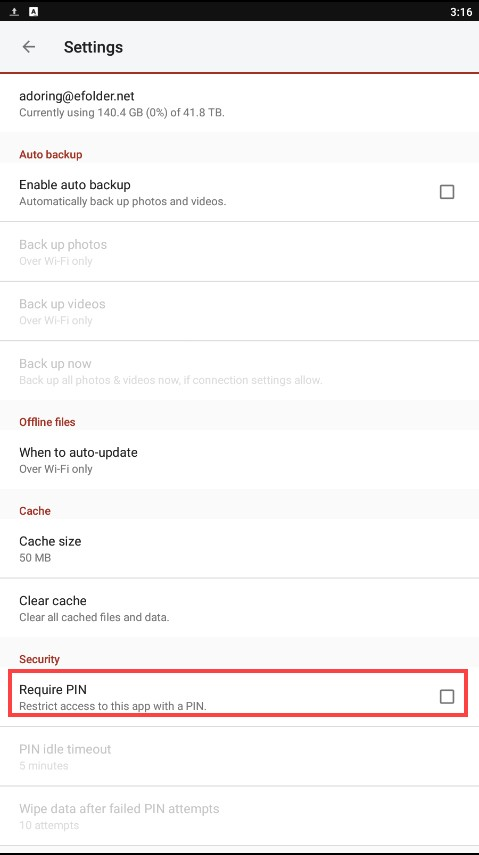 A
3:16
Settings
adoring@efolder.net
Currently using 140.4 GB (0%) of 41.8 TB.
Auto backup
Enable auto backup
Automatically back up photos and videos.
Back up photos
Over Wi-Fi only
Back up videos
Over Wi-Fi only
Back up now
Back up all photos & videos now, if connection settings allow.
Offline files
When to auto-update
Over Wi-Fi only
Cache
Cache size
50 MB
Clear cache
Clear all cached files and data.
Security
Require PIN
Restrict access to this app with a PIN.
PIN idle timeout
5 minutes
Wipe data after failed PIN attempts
10 attempts